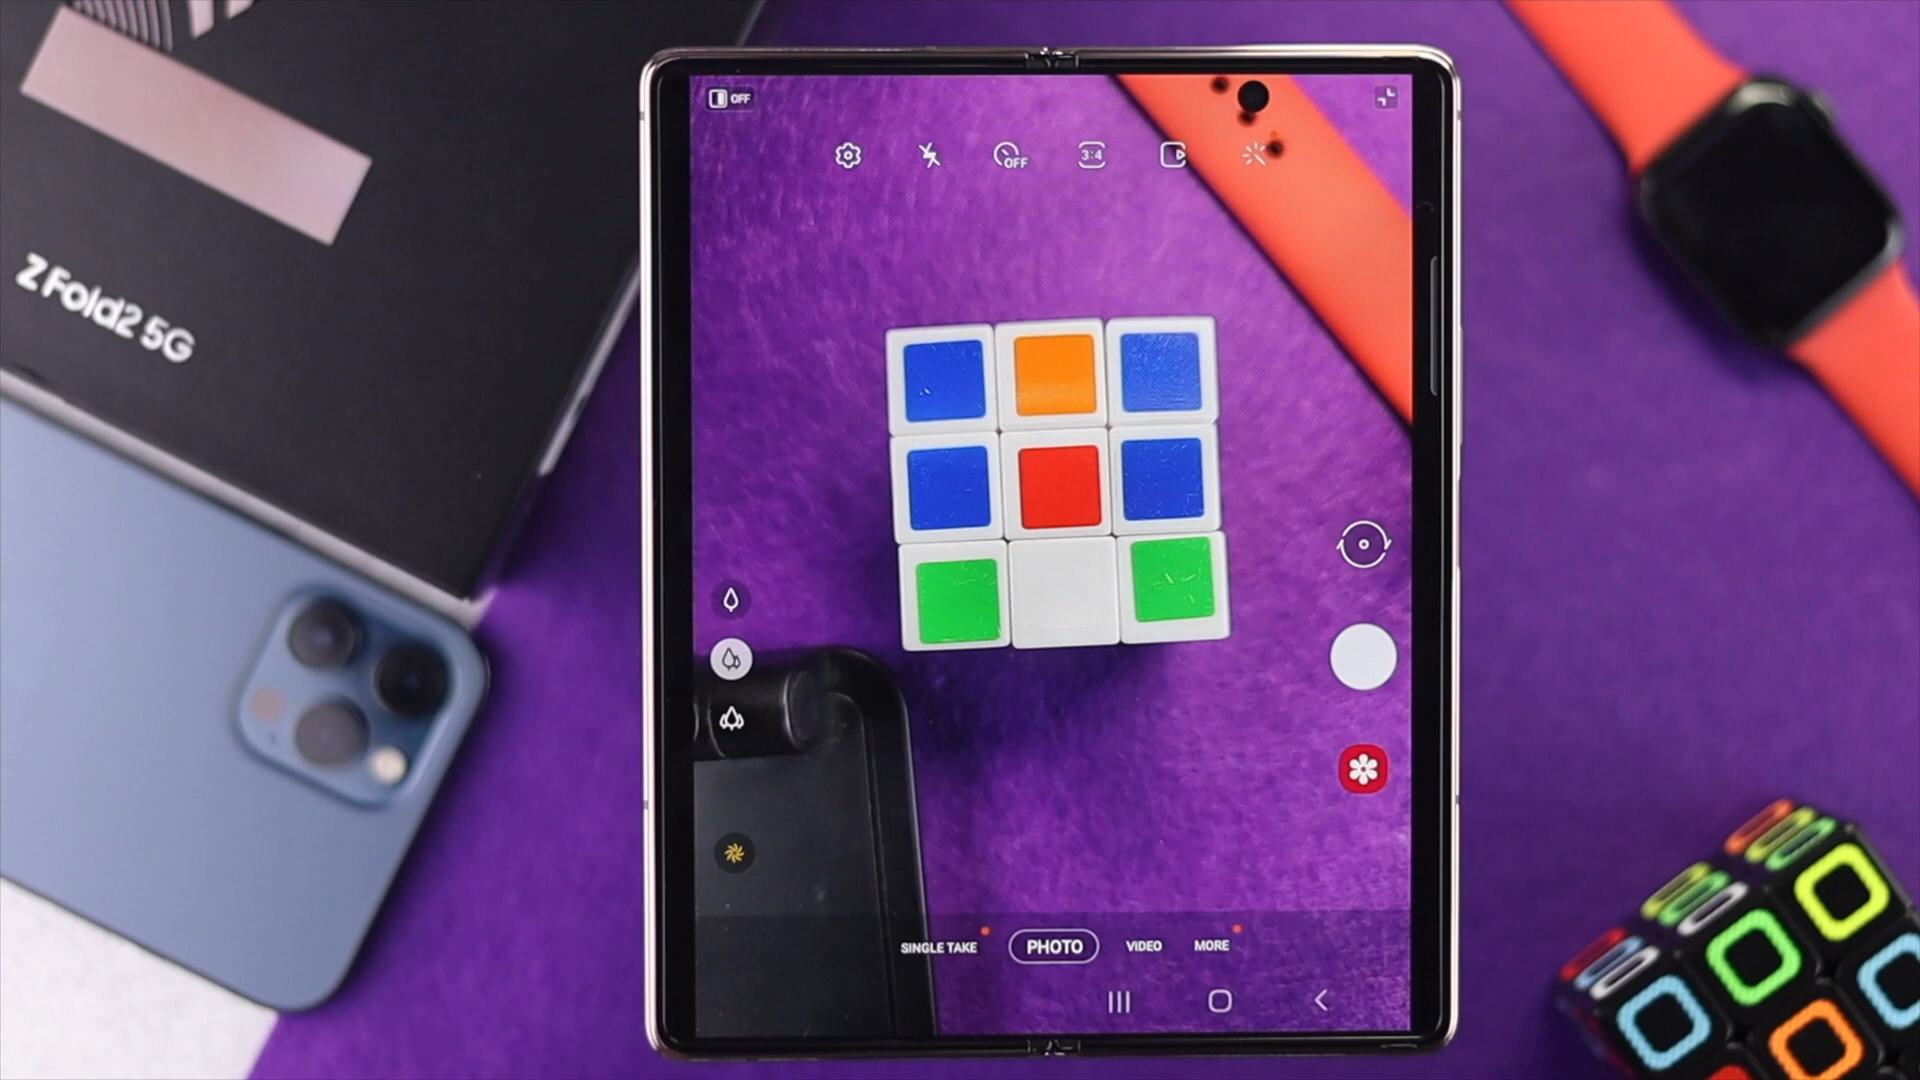 Z Fold2 5G
OFF
OFF
3:4
SINGLE TAKE
PHOTO
VIDEO
MORE